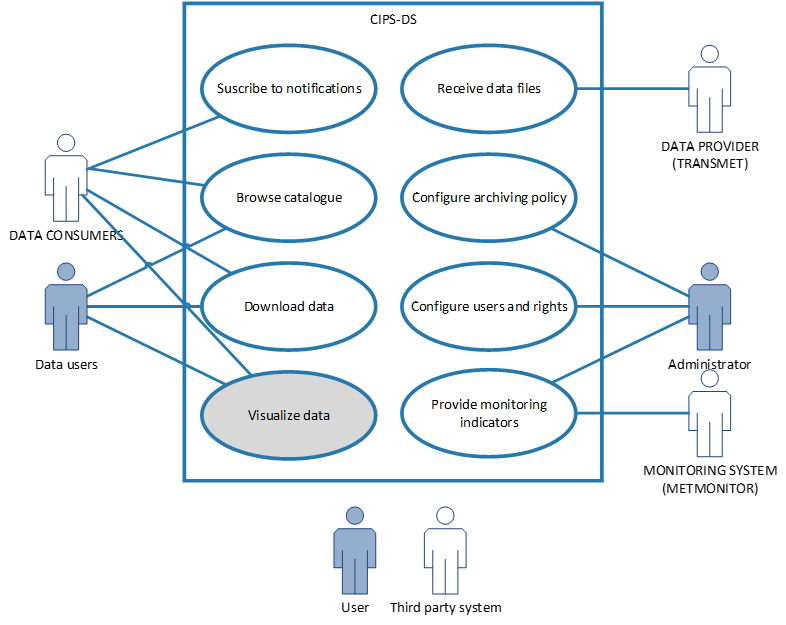 CIPS-DS
Suscribe to notifications
Receive data files
DATA PROVIDER
(TRANSMET)
Browse catalogue
Configure archiving policy
DATA CONSUMERS
Download data
Configure users and rights
Data users
Administrator
Visualize data
Provide monitoring
indicators
MONITORING SYSTEM
(METMONITOR)
User
Third party system